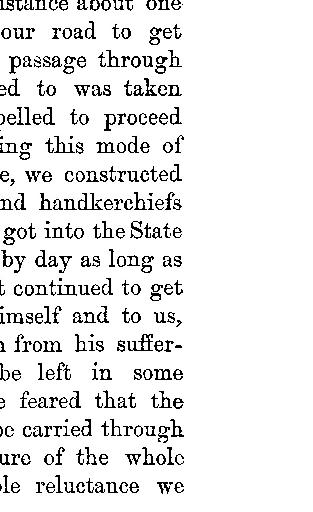 istance about one
our road to get
passage through
ed to was taken
pelled to proceed
ing this mode of
e, we constructed
nd handkerchiefs
got into the State
by day as long as
t continued to get
imself and to us,
n from his suffer-
be left in some
e feared that the
be carried through
ure of the whole
ble reluctance we